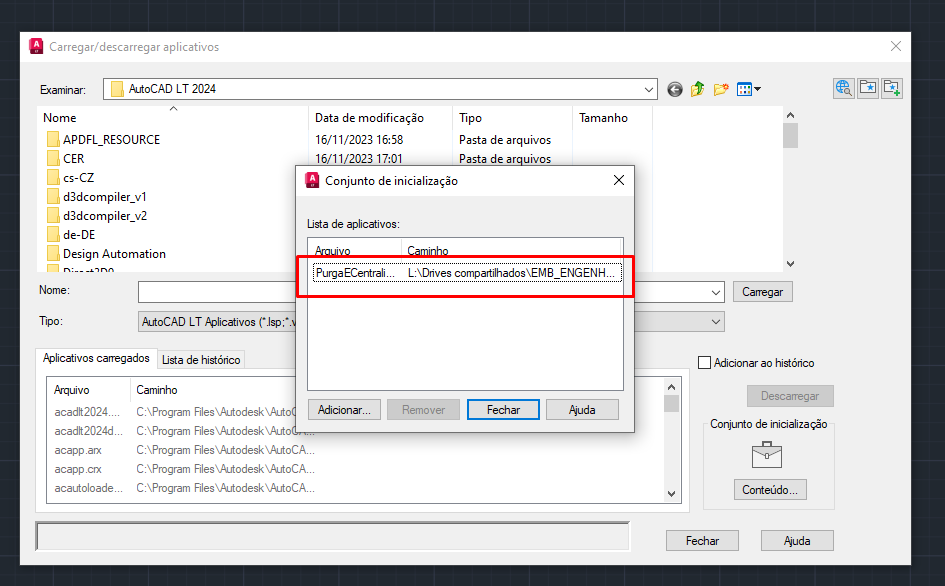 Carregar/descarregar aplicativos
Examinar: AutoCAD LT 2024
Nome Data de modificação Tipo Tamanho
APDFL_RESOURCE 16/11/2023 16:58 Pasta de arquivos
CER 16/11/2023 17:01 Pasta de arquivos
cs-CZ
d3dcompiler_v1
d3dcompiler_v2
de-DE
Design Automation
Conjunto de inicialização
Lista de aplicativos:
Arquivo Caminho
PurgaECentrali... L:\Drives compartilhados\EMB_ENGENH...
Adicionar... Remover Fechar Ajuda
Nome: Carregar
Tipo: AutoCAD LT Aplicativos (*.lsp;*.v
Aplicativos carregados Lista de histórico
Adicionar ao histórico
Arquivo Caminho
acadlt2024.... C:\Program Files\Autodesk\AutoC
acadlt2024d... C:\Program Files\Autodesk\AutoCA...
acapp.arx C:\Program Files\Autodesk\AutoCA...
acapp.crx C:\Program Files\Autodesk\AutoCA...
acautoloade... C:\Program Files\Autodesk\AutoCA...
Descarregar
Conjunto de inicialização
Conteúdo...
Fechar Ajuda